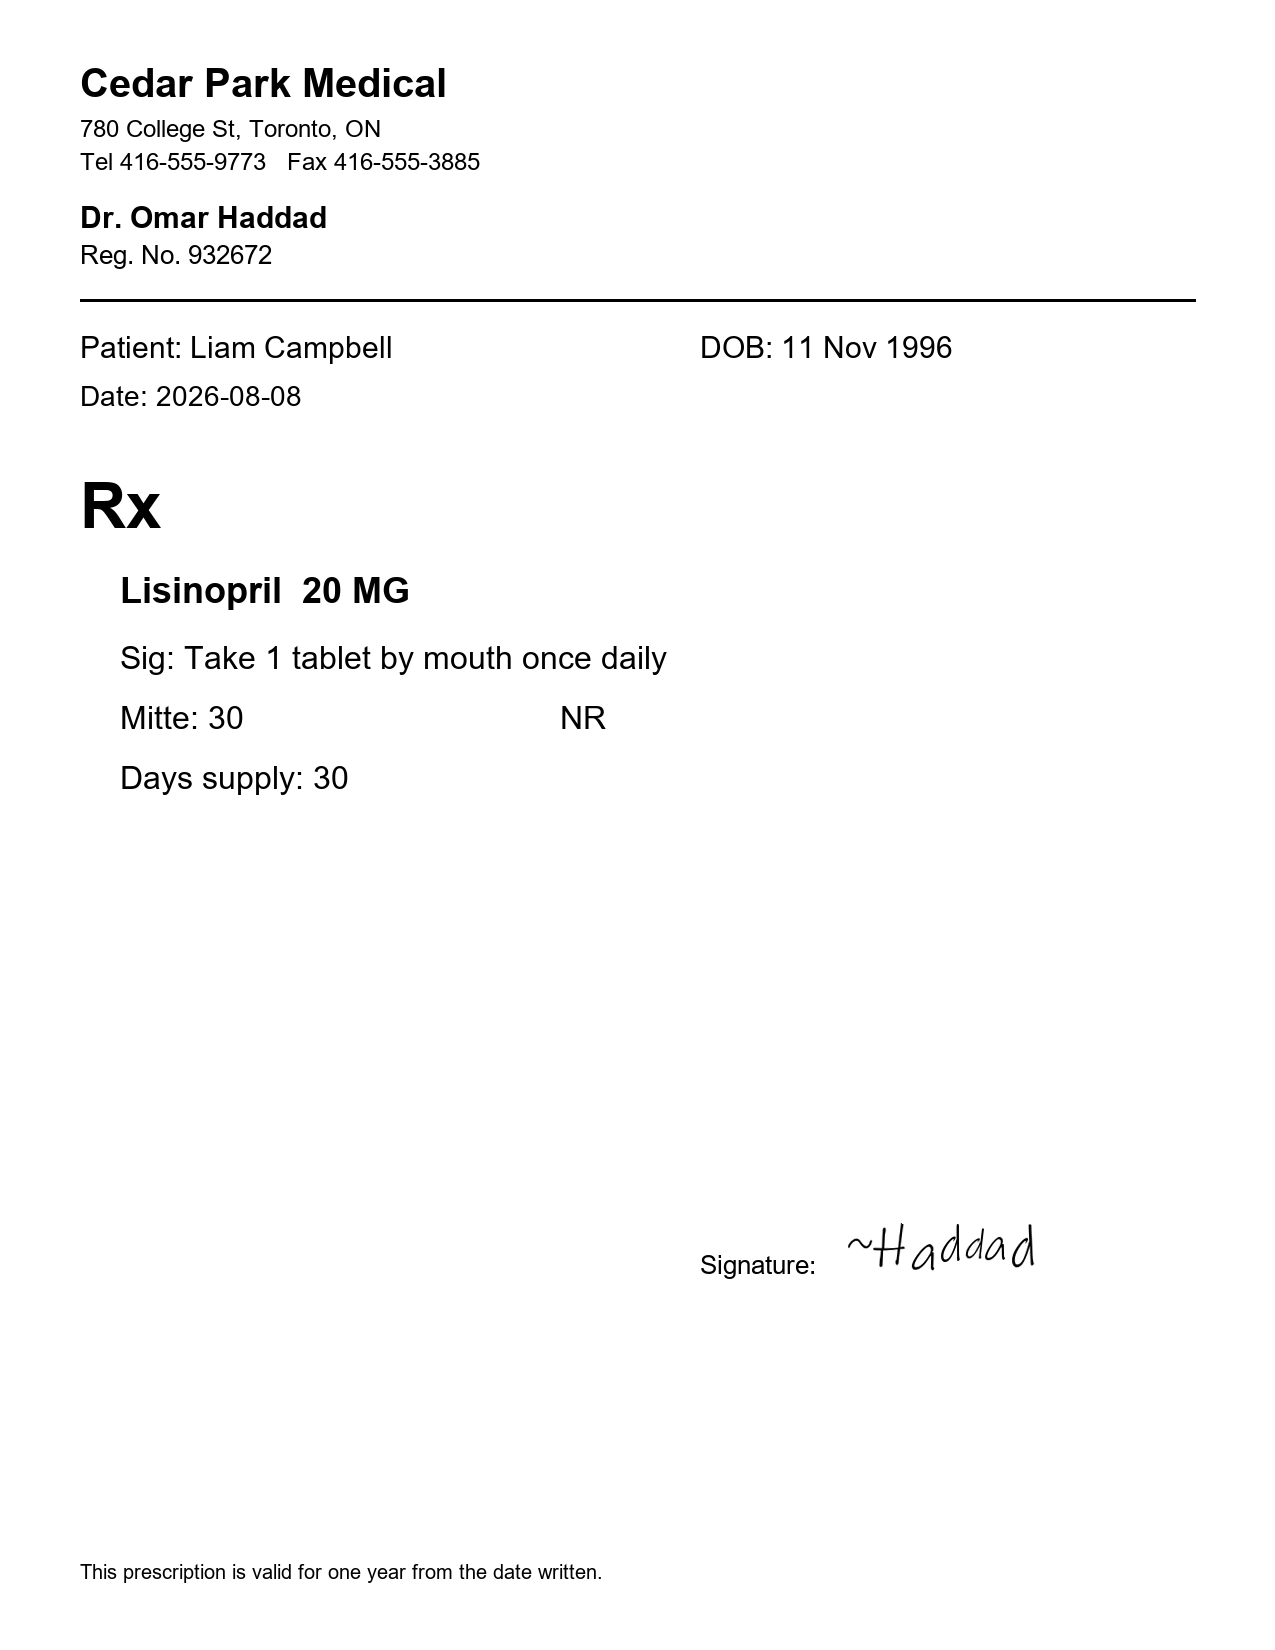 Cedar Park Medical
780 College St, Toronto, ON
Tel 416-555-9773 Fax 416-555-3885
Dr. Omar Haddad
Reg. No. 932672
Patient: Liam Campbell DOB: 11 Nov 1996
Date: 2026-08-08
Rx
Lisinopril 20 MG
Sig: Take 1 tablet by mouth once daily
Mitte: 30 NR
Days supply: 30
Signature: ~Haddad
This prescription is valid for one year from the date written.